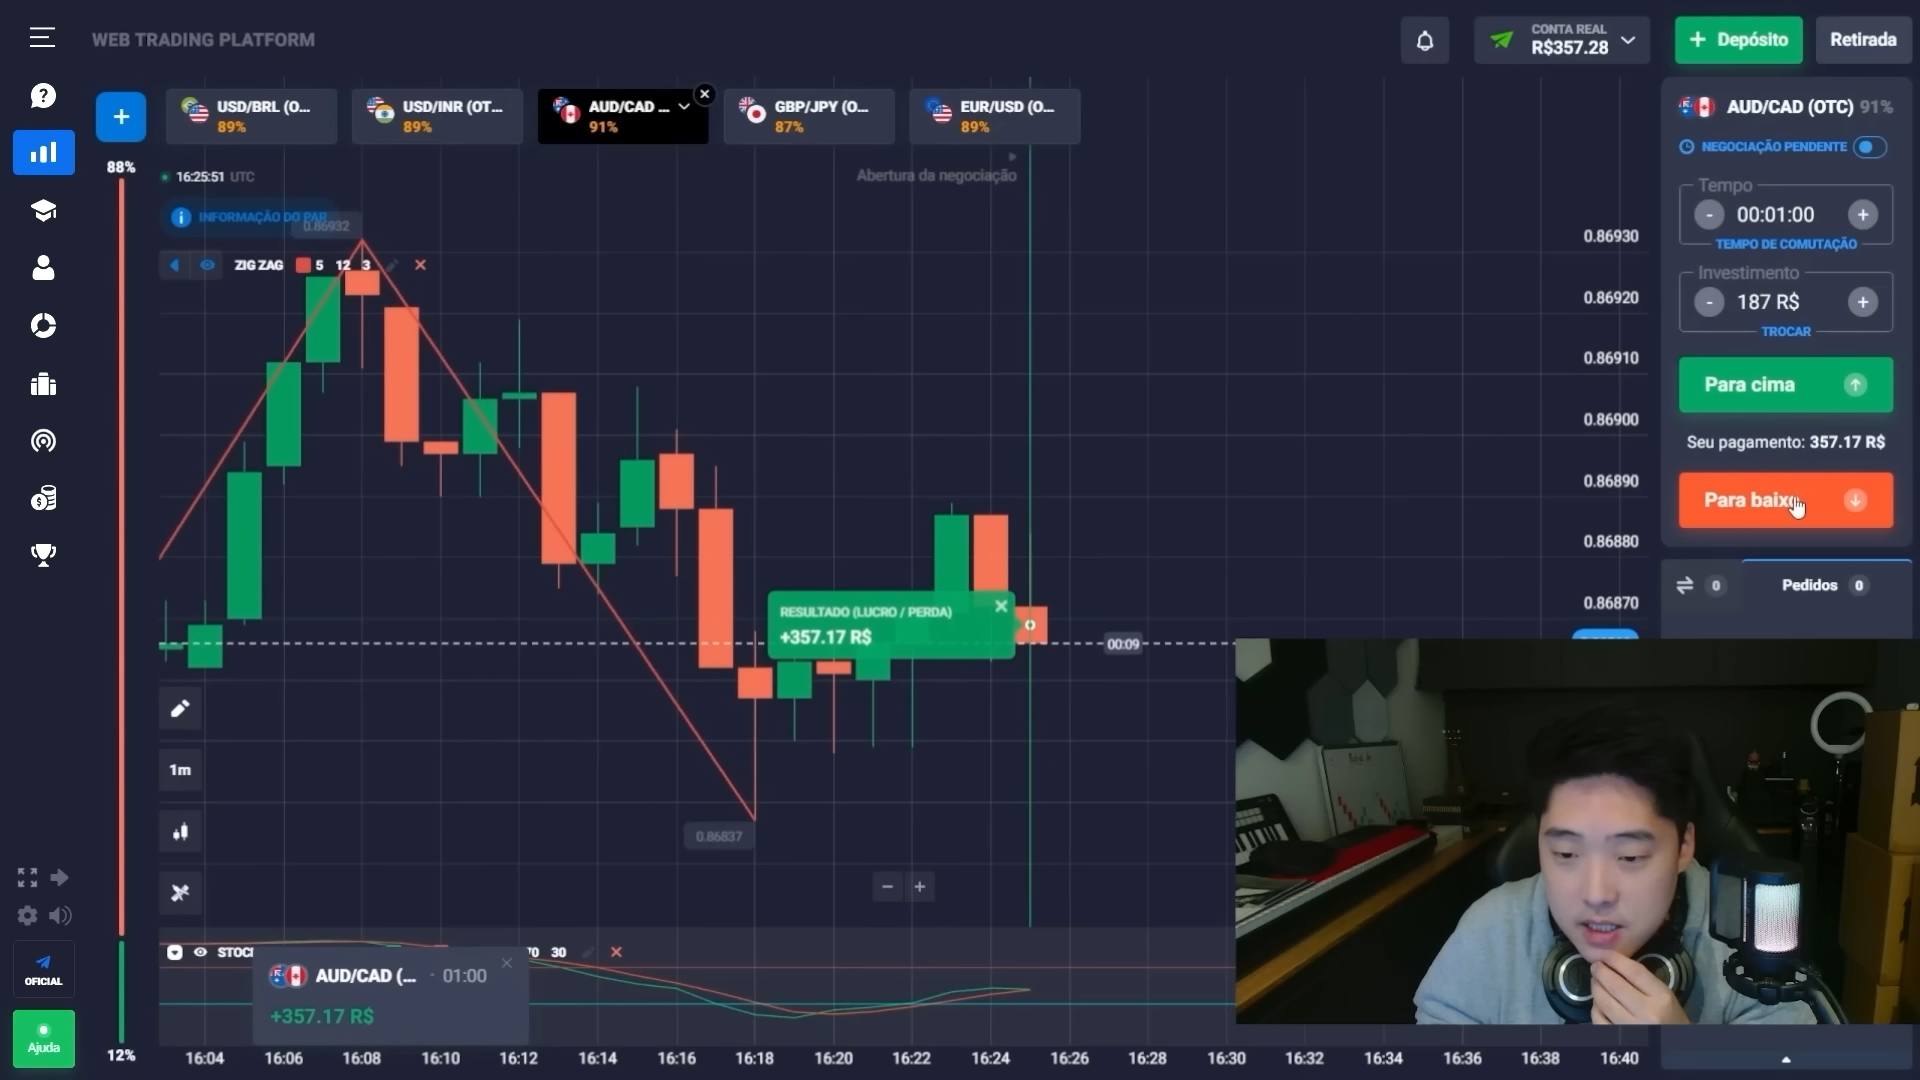 WEB TRADING PLATFORM
CONTA REAL
R$357.28
+ Depósito
Retirada
USD/BRL (O...
89%
USD/INR (OT...
89%
AUD/CAD ...
91%
GBP/JPY (O...
87%
EUR/USD (O...
89%
88%
16:25:51 UTC
Abertura da negociação
INFORMAÇÃO DO PAR
0.86932
ZIG ZAG 5 12 3
AUD/CAD (OTC) 91%
NEGOCIAÇÃO PENDENTE
Tempo
- 00:01:00 +
TEMPO DE COMUTAÇÃO
Investimento
- 187 R$ +
TROCAR
Para cima
Seu pagamento: 357.17 R$
Para baixo
0
Pedidos 0
0.86930
0.86920
0.86910
0.86900
0.86890
0.86880
0.86870
RESULTADO (LUCRO / PERDA)
+357.17 R$
00:09
1m
0.86837
- +
70 30
AUD/CAD (... · 01:00
+357.17 R$
OFICIAL
Ajuda
12%
16:04 16:06 16:08 16:10 16:12 16:14 16:16 16:18 16:20 16:22 16:24 16:26 16:28 16:30 16:32 16:34 16:36 16:38 16:40